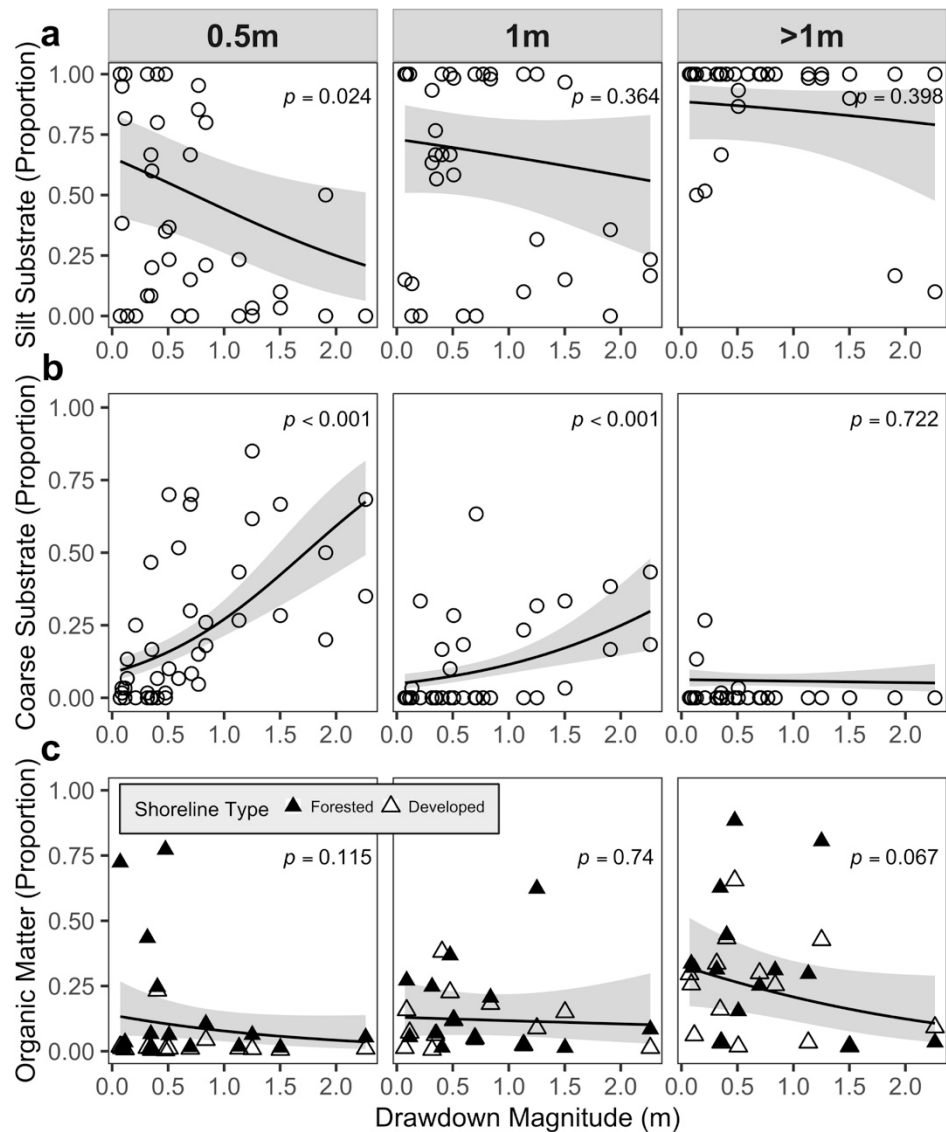 a
0.5m 1m >1m
Silt Substrate (Proportion)
1.00
0.75
0.50
0.25
0.00
p = 0.024
p = 0.364
p = 0.398
0.0 0.5 1.0 1.5 2.0 0.0 0.5 1.0 1.5 2.0 0.0 0.5 1.0 1.5 2.0
b
Coarse Substrate (Proportion)
1.00
0.75
0.50
0.25
0.00
p < 0.001
p < 0.001
p = 0.722
0.0 0.5 1.0 1.5 2.0 0.0 0.5 1.0 1.5 2.0 0.0 0.5 1.0 1.5 2.0
c
Organic Matter (Proportion)
1.00
0.75
0.50
0.25
0.00
Shoreline Type Forested Developed
p = 0.115
p = 0.74
p = 0.067
0.0 0.5 1.0 1.5 2.0 0.0 0.5 1.0 1.5 2.0 0.0 0.5 1.0 1.5 2.0
Drawdown Magnitude (m)